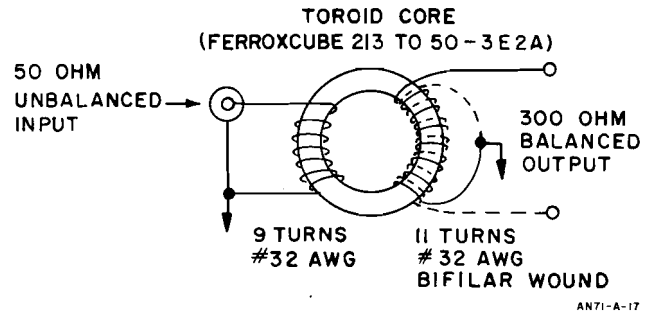 TOROID CORE
(FERROXCUBE 213 TO 50-3E2A)
50 OHM
UNBALANCED
INPUT
300 OHM
BALANCED
OUTPUT
9 TURNS
#32 AWG
11 TURNS
#32 AWG
BIFILAR WOUND
AN71-A-17